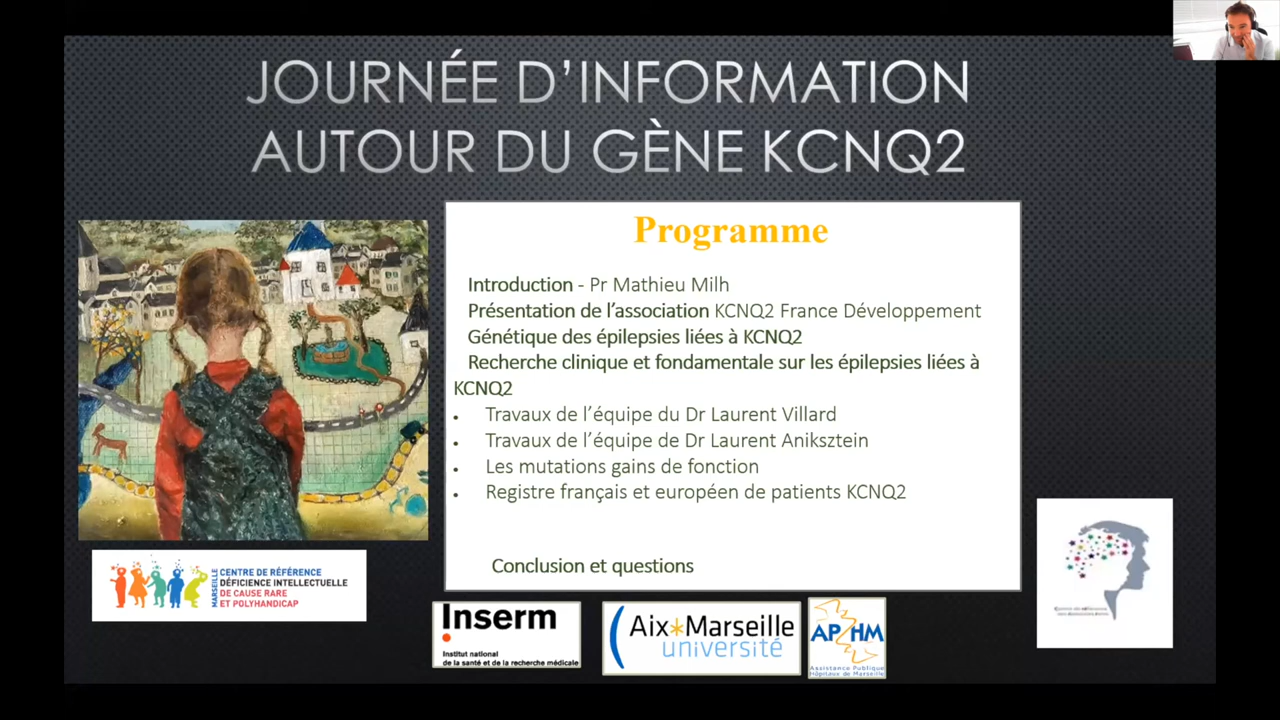 JOURNÉE D'INFORMATION
AUTOUR DU GÈNE KCNQ2
Programme
Introduction - Pr Mathieu Milh
Présentation de l'association KCNQ2 France Développement
Génétique des épilepsies liées à KCNQ2
Recherche clinique et fondamentale sur les épilepsies liées à
KCNQ2
• Travaux de l'équipe du Dr Laurent Villard
• Travaux de l'équipe de Dr Laurent Aniksztein
• Les mutations gains de fonction
• Registre français et européen de patients KCNQ2
Conclusion et questions
MARSEILLE
CENTRE DE RÉFÉRENCE
DÉFICIENCE INTELLECTUELLE
DE CAUSE RARE
ET POLYHANDICAP
Inserm
Institut national
de la santé et de la recherche médicale
Aix*Marseille
université
AP HM
Assistance Publique
Hôpitaux de Marseille